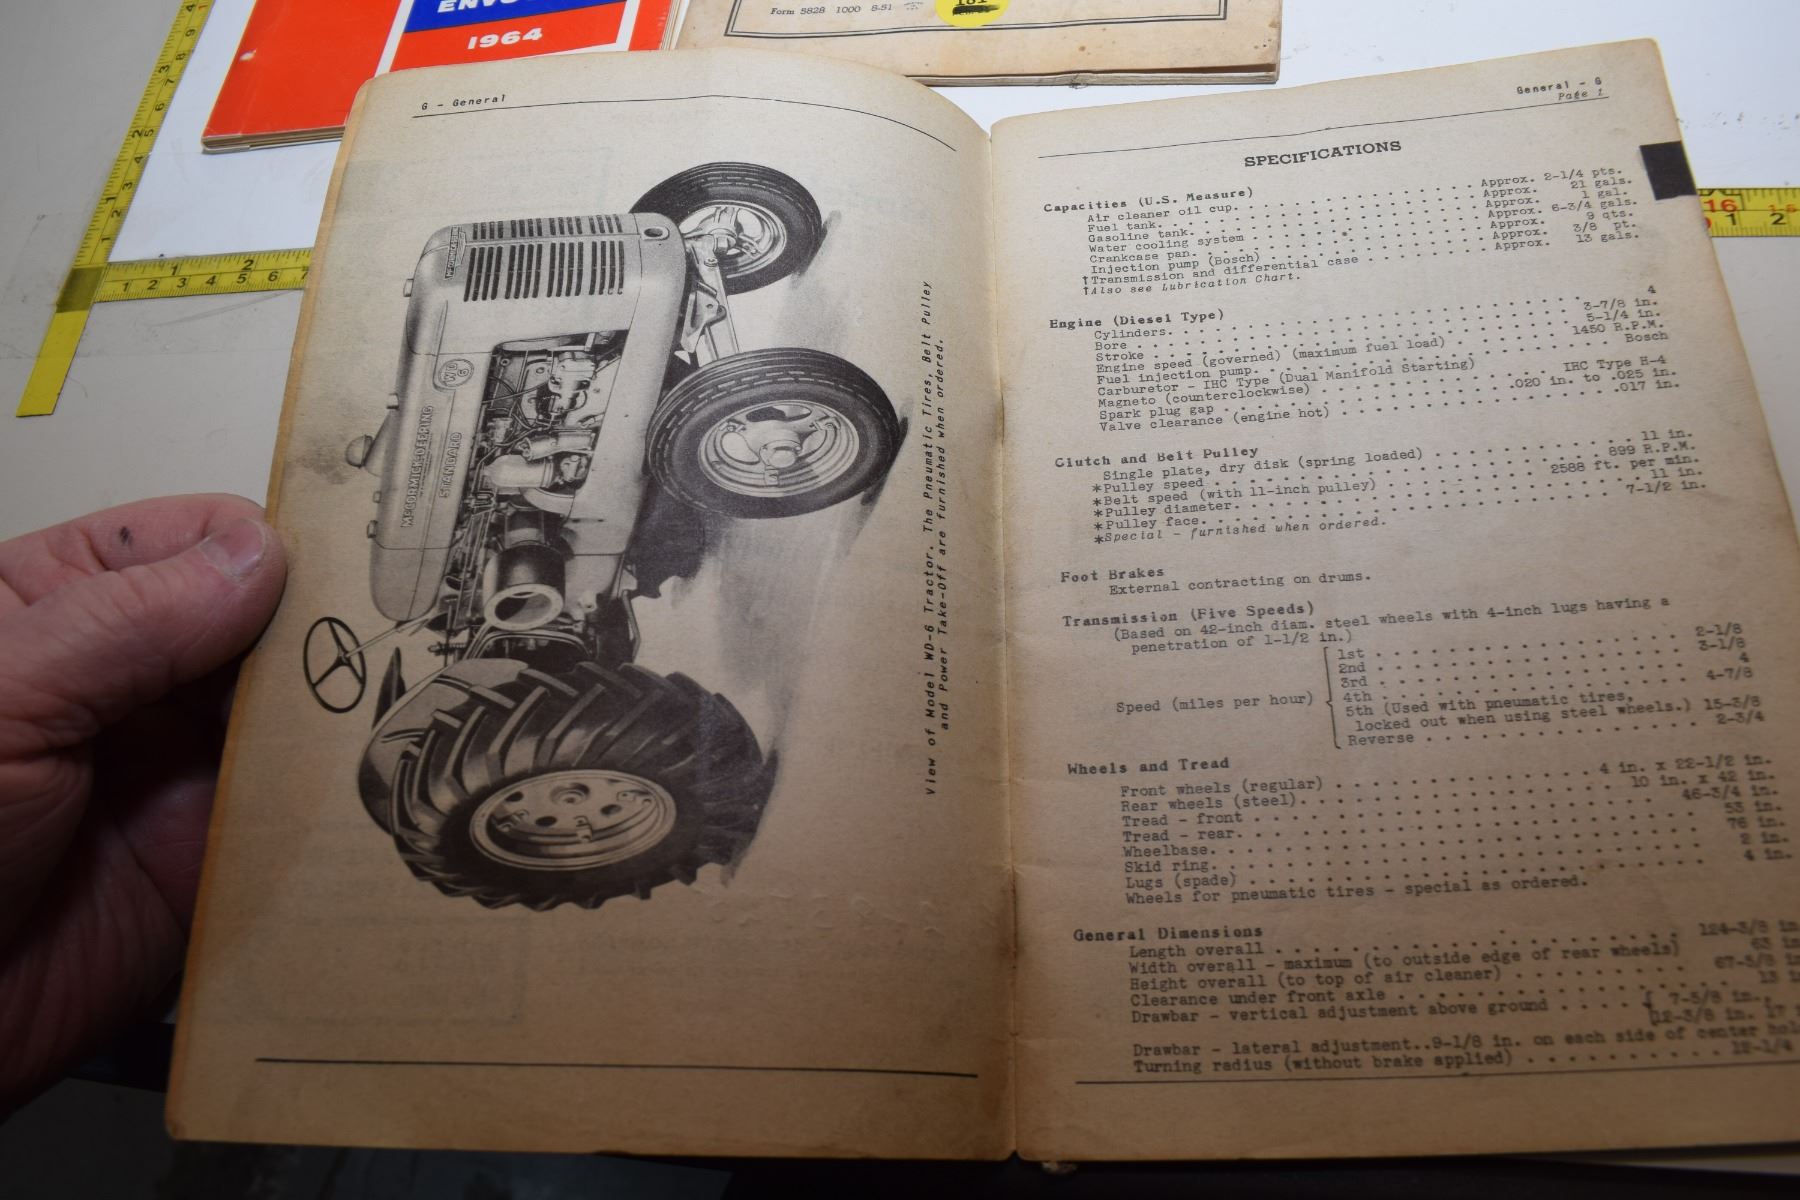 ENVO
1964
Form 5828 1000 8-51
181
G - General
McCORMICK-DEERING
STANDARD
WD
6
View of Model WD-6 Tractor. The Pneumatic Tires, Belt Pulley
and Power Take-Off are furnished when ordered.
General - G
Page 1
SPECIFICATIONS
Capacities (U.S. Measure)
Air cleaner oil cup. . . . . . . . . . Approx. 2-1/4 pts.
Fuel tank. . . . . . . . . . Approx. 21 gals.
Gasoline tank. . . . . . . . . . Approx. 1 gal.
Water cooling system . . . . . . . . . . Approx. 6-3/4 gals.
Crankcase pan. . . . . . . . . . Approx. 9 qts.
Injection pump (Bosch) . . . . . . . . . . Approx. 3/8 pt.
†Transmission and differential case . . . . . . . . Approx. 13 gals.
†Also see Lubrication Chart.
Engine (Diesel Type)
Cylinders. . . . . . . . . . 4
Bore . . . . . . . . . . 3-7/8 in.
Stroke . . . . . . . . . . 5-1/4 in.
Engine speed (governed) (maximum fuel load) . . . . . . 1450 R.P.M.
Fuel injection pump. . . . . . . . . . Bosch
Carburetor - IHC Type (Dual Manifold Starting)
Magneto (counterclockwise) . . . . . . . . . . IHC Type H-4
Spark plug gap . . . . . . . . . . .020 in. to .025 in.
Valve clearance (engine hot) . . . . . . . . . . .017 in.
Clutch and Belt Pulley
Single plate, dry disk (spring loaded) . . . . . . . . . . 11 in.
*Pulley speed . . . . . . . . . . 899 R.P.M.
*Belt speed (with 11-inch pulley) . . . . . . . . 2588 ft. per min.
*Pulley diameter. . . . . . . . . . 11 in.
*Pulley face. . . . . . . . . . 7-1/2 in.
*Special - furnished when ordered.
Foot Brakes
External contracting on drums.
Transmission (Five Speeds)
(Based on 42-inch diam. steel wheels with 4-inch lugs having a
penetration of 1-1/2 in.)
1st . . . . . . . . . . 2-1/8
2nd . . . . . . . . . . 3-1/8
3rd . . . . . . . . . . 4
Speed (miles per hour) 4th . . . . . . . . . . 4-7/8
5th (Used with pneumatic tires,
locked out when using steel wheels.) 15-3/8
Reverse . . . . . . . . . . 2-3/4
Wheels and Tread
Front wheels (regular) . . . . . . . . . . 4 in. x 22-1/2 in.
Rear wheels (steel). . . . . . . . . . 10 in. x 42 in.
Tread - front . . . . . . . . . . 46-3/4 in.
Tread - rear. . . . . . . . . . 53 in.
Wheelbase. . . . . . . . . . 76 in.
Skid ring. . . . . . . . . . 2 in.
Lugs (spade) . . . . . . . . . . 4 in.
Wheels for pneumatic tires - special as ordered.
General Dimensions
Length overall . . . . . . . . . . 124-3/8 in
Width overall - maximum (to outside edge of rear wheels) 63 in
Height overall (to top of air cleaner) . . . . . . . . 67-5/8 in
Clearance under front axle . . . . . . . . . . 13 in
Drawbar - vertical adjustment above ground . . . . 7-5/8 in.,
12-3/8 in. 17
Drawbar - lateral adjustment..9-1/8 in. on each side of center hol
Turning radius (without brake applied) . . . . . . . . . . 12-1/4